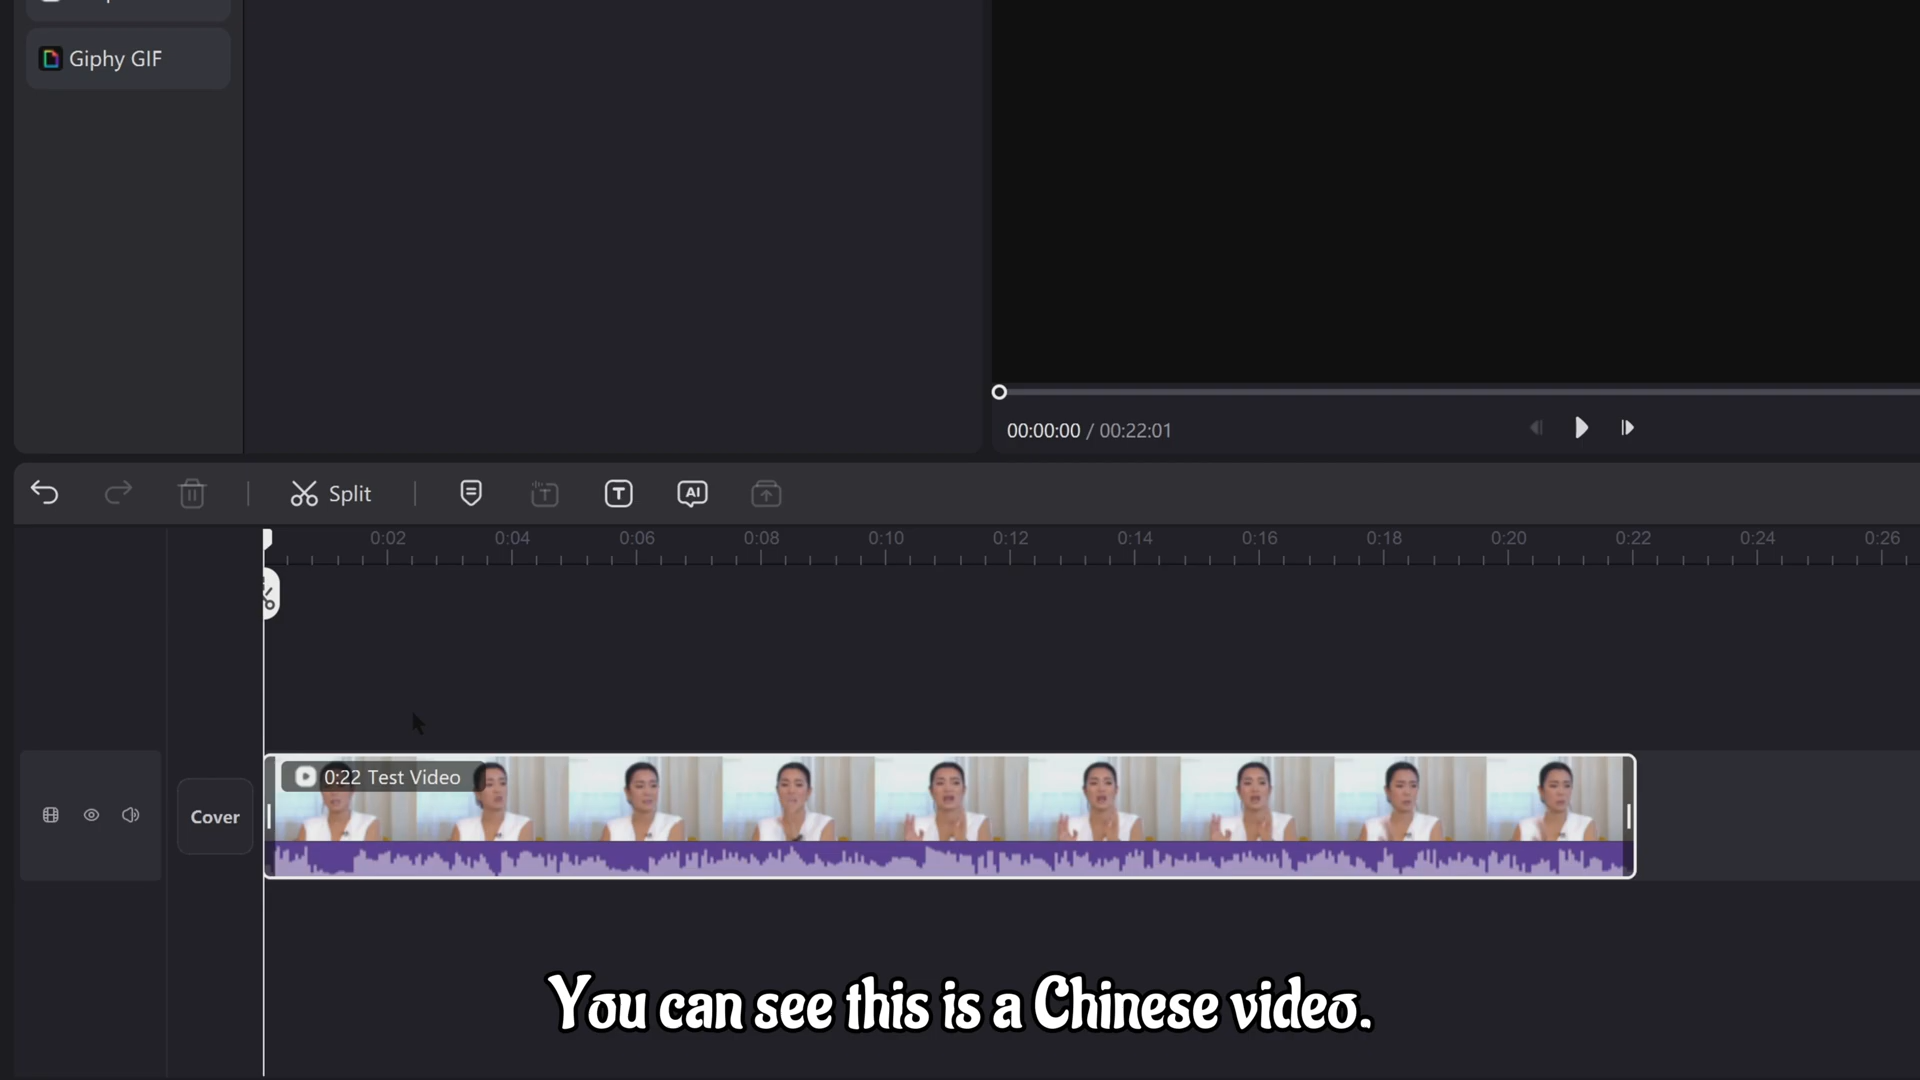 Giphy GIF
00:00:00 / 00:22:01
Split
T
T
AI
0:02 0:04 0:06 0:08 0:10 0:12 0:14 0:16 0:18 0:20 0:22 0:24 0:26
0:22 Test Video
Cover
You can see this is a Chinese video.